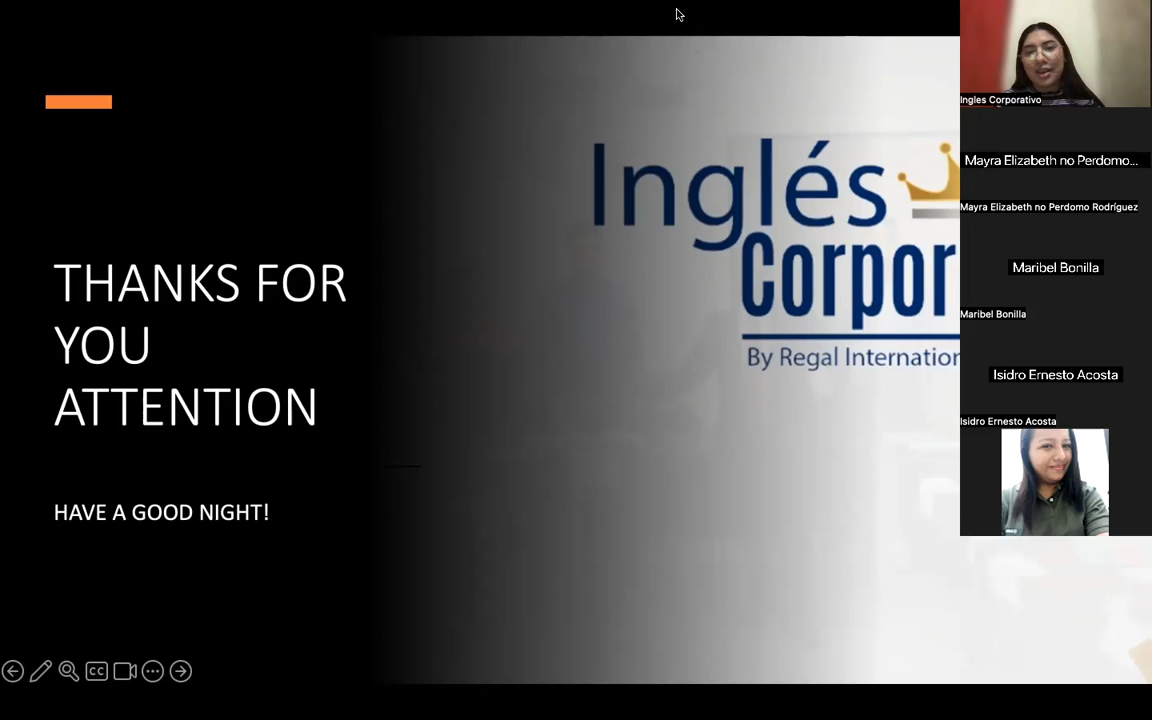 THANKS FOR
YOU
ATTENTION
HAVE A GOOD NIGHT!
Inglés
Corpor
By Regal Internation
CC
Ingles Corporativo
Mayra Elizabeth no Perdomo...
Mayra Elizabeth no Perdomo Rodríguez
Maribel Bonilla
Maribel Bonilla
Isidro Ernesto Acosta
Isidro Ernesto Acosta